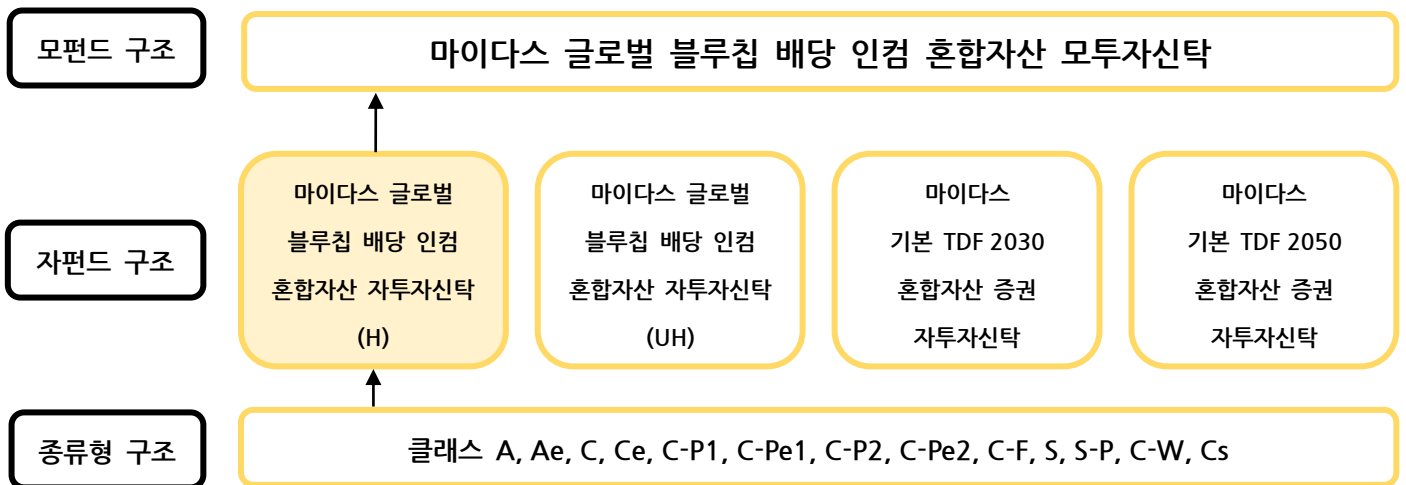 모펀드 구조
마이다스 글로벌 블루칩 배당 인컴 혼합자산 모투자신탁
자펀드 구조
마이다스 글로벌
블루칩 배당 인컴
혼합자산 자투자신탁
(H)
마이다스 글로벌
블루칩 배당 인컴
혼합자산 자투자신탁
(UH)
마이다스
기본 TDF 2030
혼합자산 증권
자투자신탁
마이다스
기본 TDF 2050
혼합자산 증권
자투자신탁
종류형 구조
클래스 A, Ae, C, Ce, C-P1, C-Pe1, C-P2, C-Pe2, C-F, S, S-P, C-W, Cs